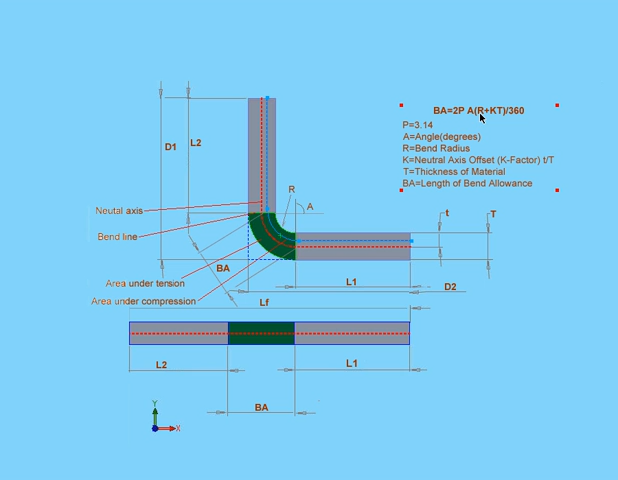 BA=2P A(R+KT)/360
P=3.14
A=Angle(degrees)
R=Bend Radius
K=Neutral Axis Offset (K-Factor) t/T
T=Thickness of Material
BA=Length of Bend Allowance
D1
L2
R
A
Neutal axis
t
T
Bend line
BA
Area under tension
L1
D2
Area under compression
Lf
L2
L1
BA
Y
X